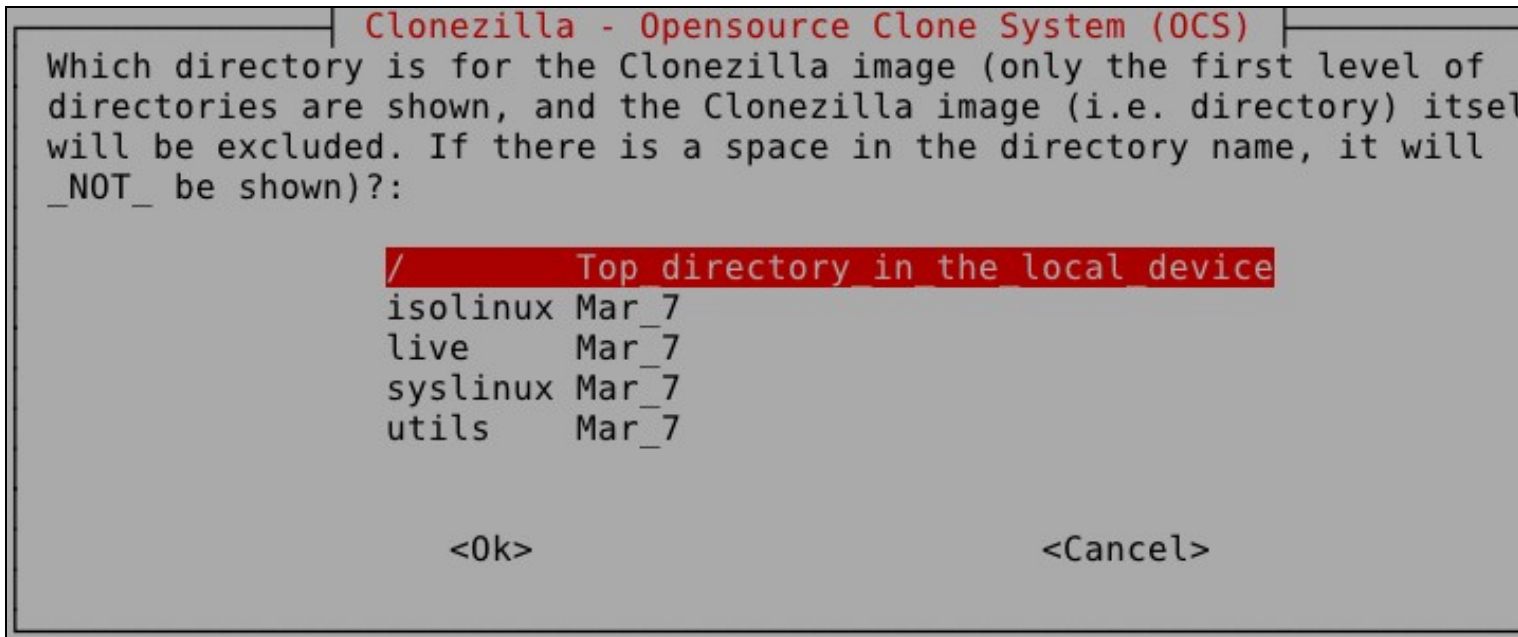 Clonezilla - Opensource Clone System (OCS)
Which directory is for the Clonezilla image (only the first level of
directories are shown, and the Clonezilla image (i.e. directory) itsel
will be excluded. If there is a space in the directory name, it will
_NOT_ be shown)?:
/ Top_directory_in_the_local_device
isolinux Mar_7
live Mar_7
syslinux Mar_7
utils Mar_7
<Ok> <Cancel>